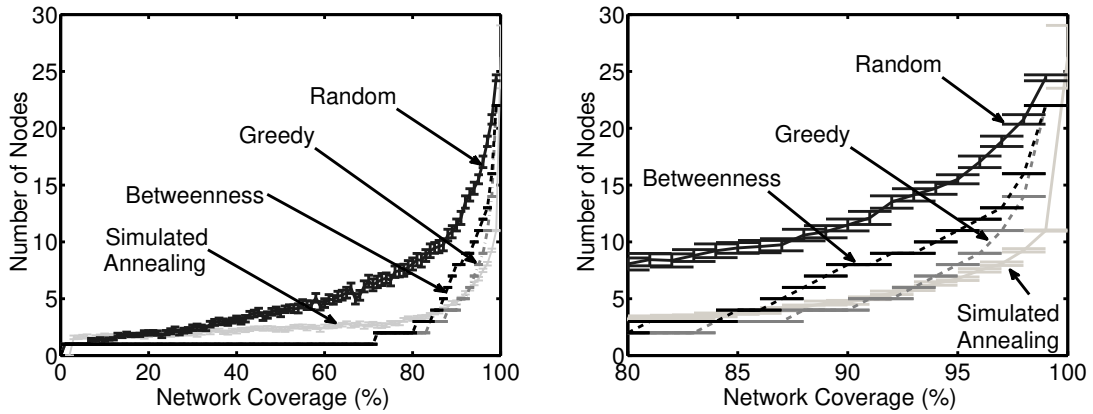 30
25
20
15
10
5
0
Number of Nodes
Random
Greedy
Betweenness
Simulated
Annealing
0
20
40
60
80
100
Network Coverage (%)
30
25
20
15
10
5
0
Number of Nodes
Random
Greedy
Betweenness
Simulated
Annealing
80
85
90
95
100
Network Coverage (%)